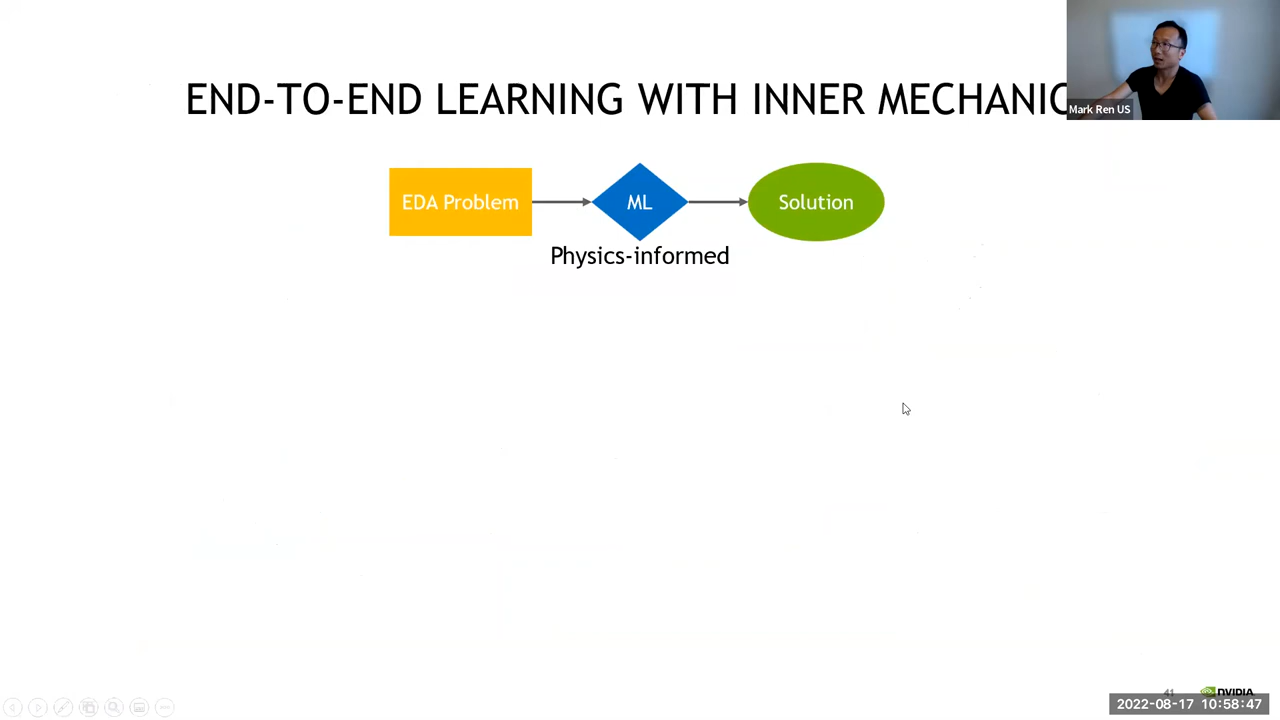 END-TO-END LEARNING WITH INNER MECHANIC
Mark Ren US
EDA Problem
ML
Solution
Physics-informed
41
NVIDIA.
2022-08-17 10:58:47